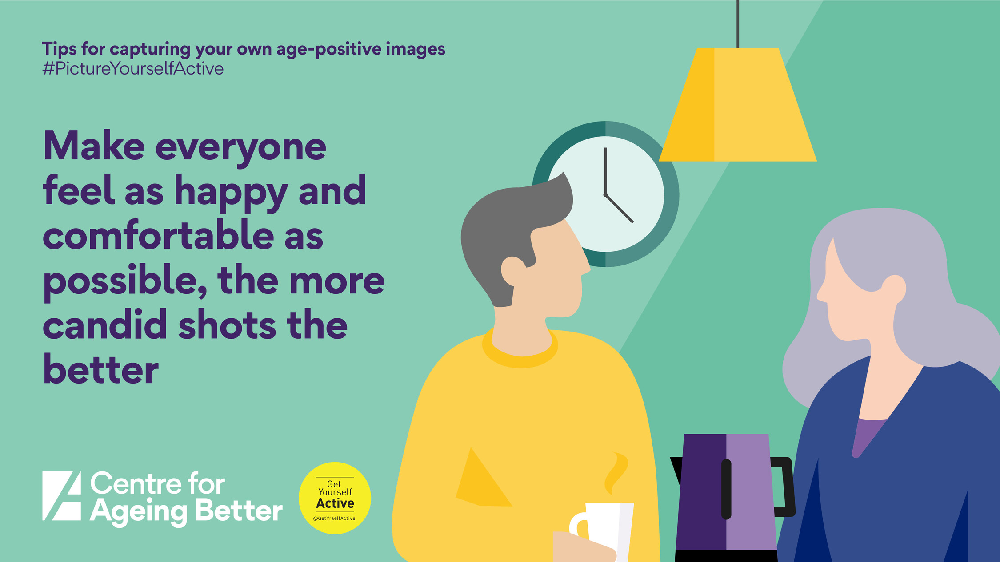 Tips for capturing your own age-positive images
#PictureYourselfActive
Make everyone
feel as happy and
comfortable as
possible, the more
candid shots the
better
Centre for
Ageing Better
Get
Yourself
Active
@GetYrselfActive